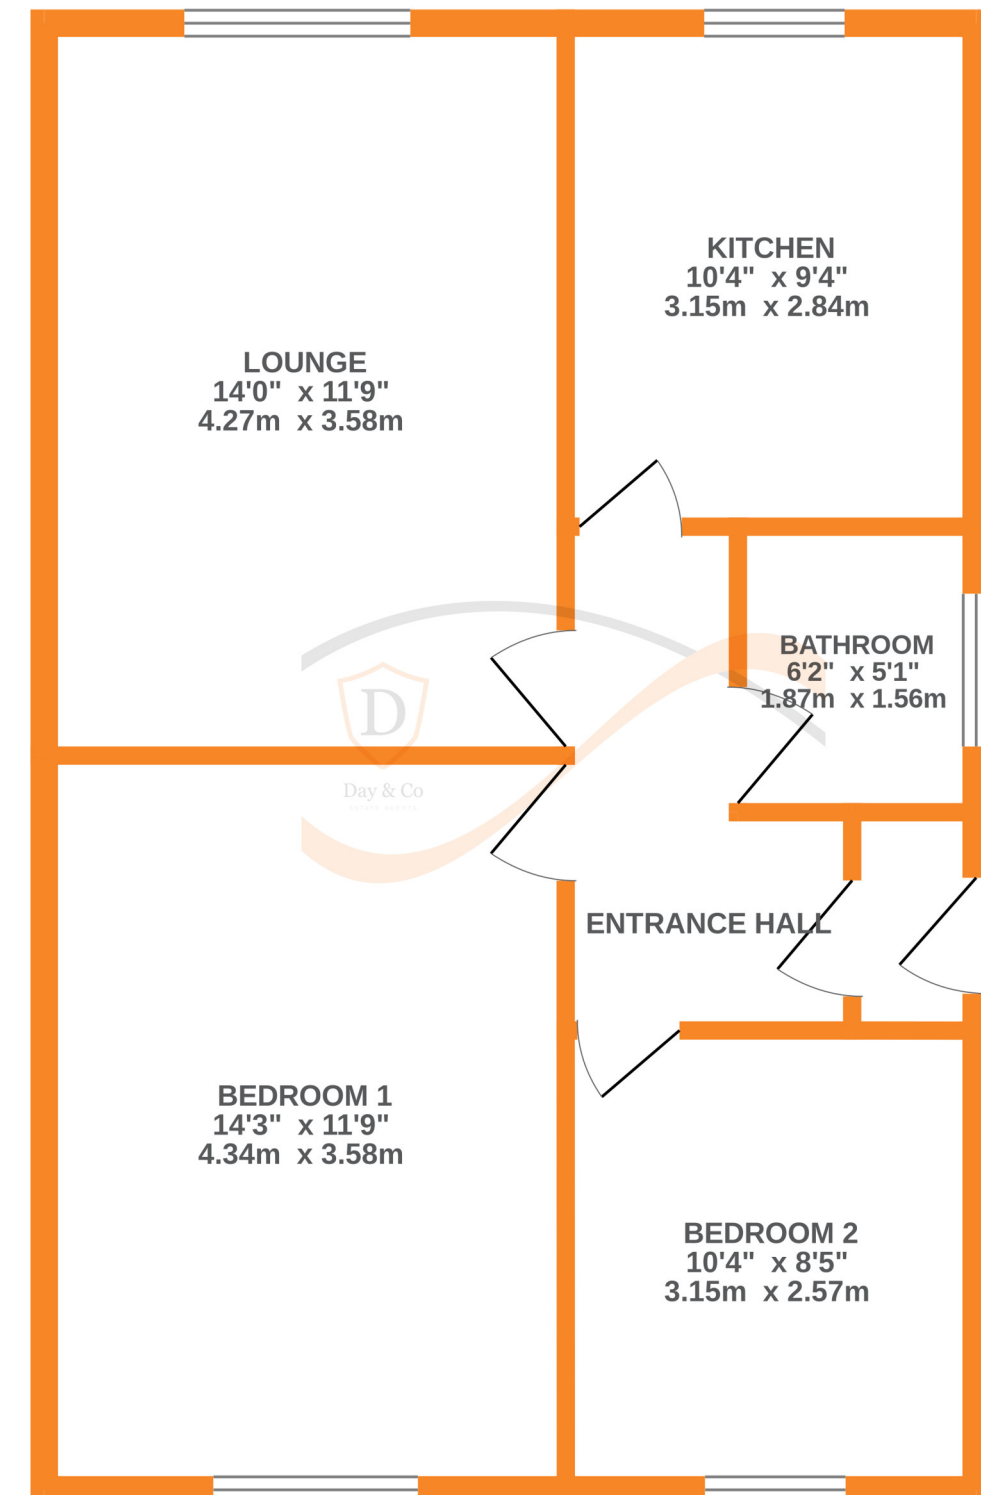 KITCHEN
10'4" x 9'4"
3.15m x 2.84m
LOUNGE
14'0" x 11'9"
4.27m x 3.58m
BATHROOM
6'2" x 5'1"
1.87m x 1.56m
D
Day & Co
ENTRANCE HALL
BEDROOM 1
14'3" x 11'9"
4.34m x 3.58m
BEDROOM 2
10'4" x 8'5"
3.15m x 2.57m